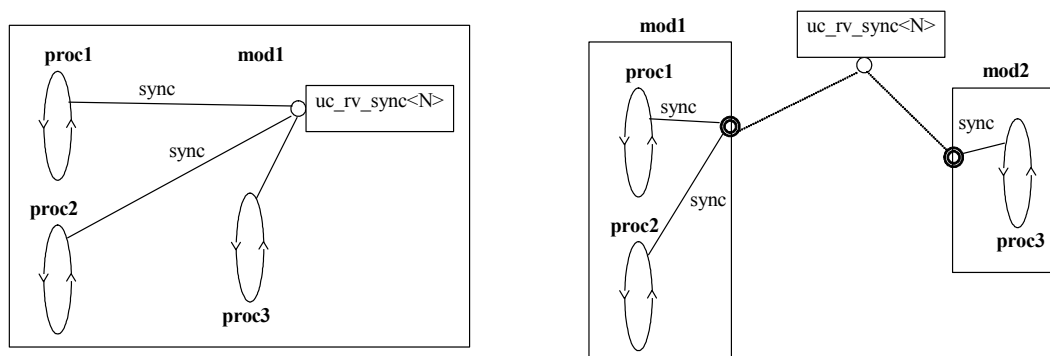 proc1
mod1
sync
uc_rv_sync<N>
sync
proc2
proc3
uc_rv_sync<N>
mod1
mod2
proc1
sync
sync
sync
proc2
proc3